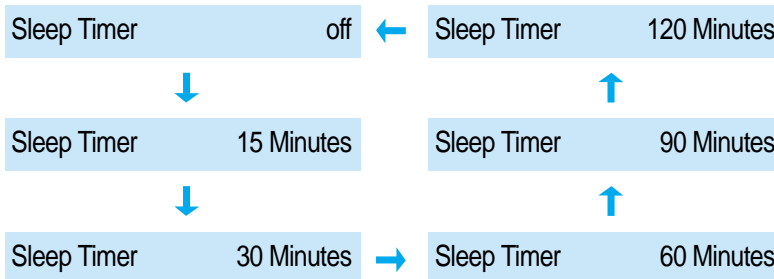 Sleep Timer off
Sleep Timer 120 Minutes
Sleep Timer 15 Minutes
Sleep Timer 90 Minutes
Sleep Timer 30 Minutes
Sleep Timer 60 Minutes